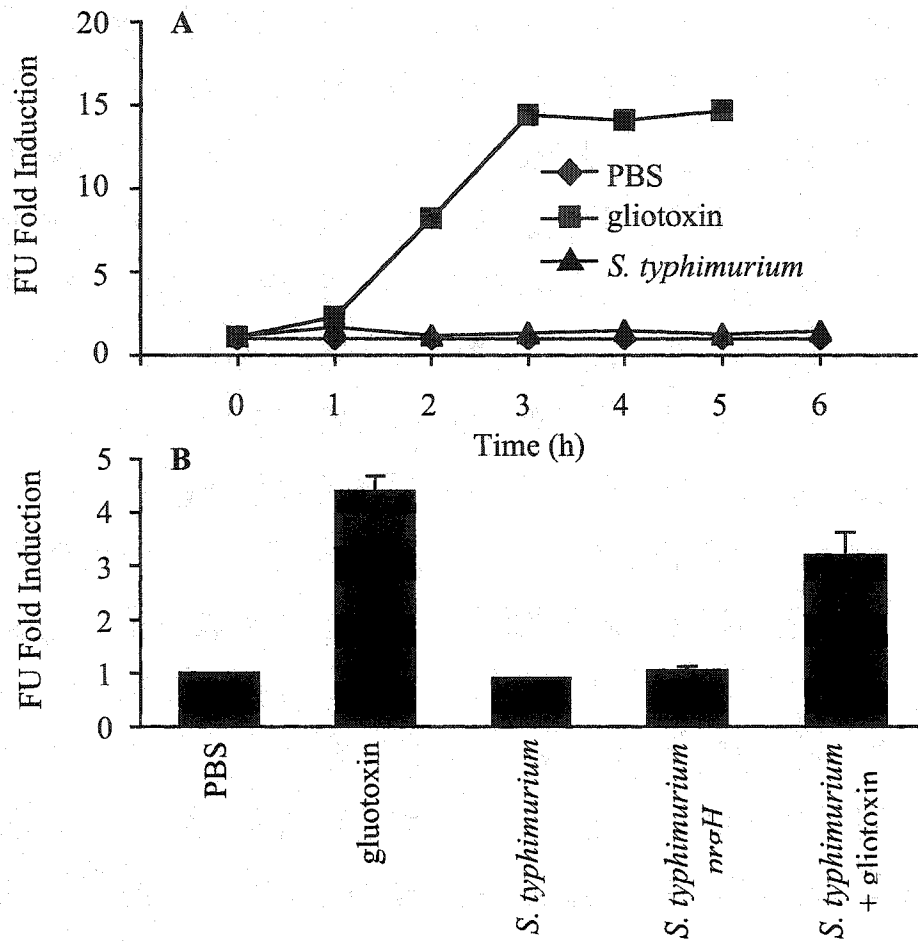 A
20
15
10
5
0
FU Fold Induction
PBS
gliotoxin
S. typhimurium
0 1 2 3 4 5 6
Time (h)
B
5
4
3
2
1
0
FU Fold Induction
PBS
gluotoxin
S. typhimurium
S. typhimurium
prgH
S. typhimurium
+ gliotoxin